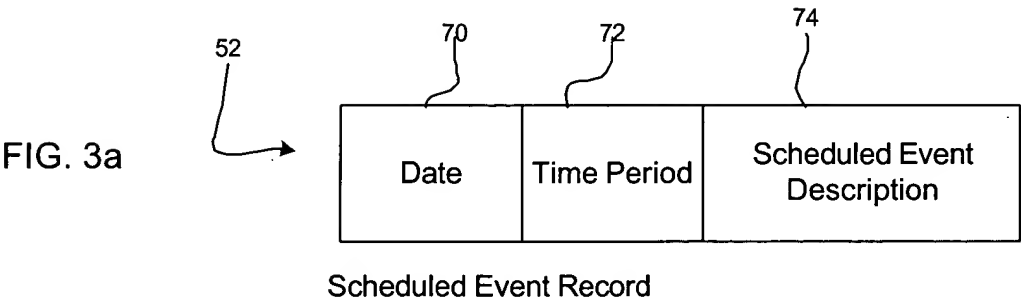 70
72
74
52
FIG. 3a
Date
Time Period
Scheduled Event
Description
Scheduled Event Record